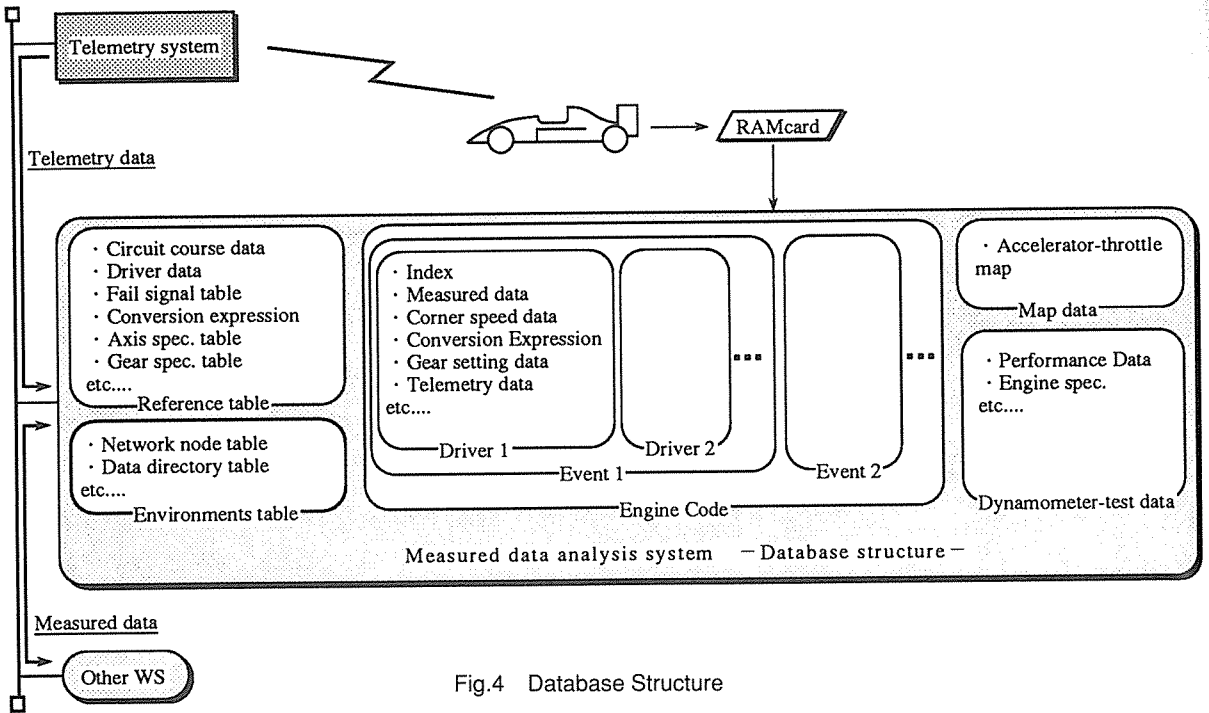 Telemetry system
RAMcard
Telemetry data
· Circuit course data
· Driver data
· Fail signal table
· Conversion expression
· Axis spec. table
· Gear spec. table
etc....
Reference table
· Network node table
· Data directory table
etc....
Environments table
· Index
· Measured data
· Corner speed data
· Conversion Expression
· Gear setting data
· Telemetry data
etc....
Driver 1
Driver 2
Event 1
Event 2
Engine Code
· Accelerator-throttle
map
Map data
· Performance Data
· Engine spec.
etc....
Dynamometer-test data
Measured data analysis system −Database structure−
Measured data
Other WS
Fig.4 Database Structure